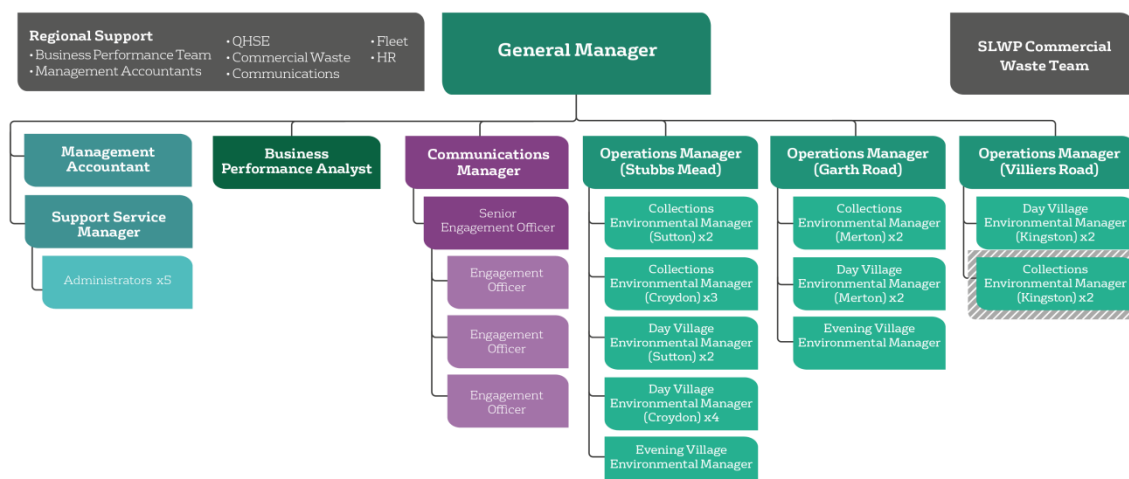 Regional Support
• Business Performance Team
• Management Accountants
• QHSE
• Commercial Waste
• Communications
• Fleet
• HR
General Manager
SLWP Commercial
Waste Team
Management
Accountant
Support Service
Manager
Administrators x5
Business
Performance Analyst
Communications
Manager
Senior
Engagement Officer
Engagement
Officer
Engagement
Officer
Engagement
Officer
Operations Manager
(Stubbs Mead)
Collections
Environmental Manager
(Sutton) x2
Collections
Environmental Manager
(Croydon) x3
Day Village
Environmental Manager
(Sutton) x2
Day Village
Environmental Manager
(Croydon) x4
Evening Village
Environmental Manager
Operations Manager
(Garth Road)
Collections
Environmental Manager
(Merton) x2
Day Village
Environmental Manager
(Merton) x2
Evening Village
Environmental Manager
Operations Manager
(Villiers Road)
Day Village
Environmental Manager
(Kingston) x2
Collections
Environmental Manager
(Kingston) x2